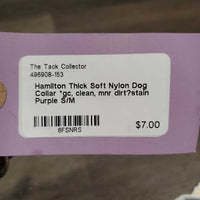 The Tack Collector
496908-153
Hamilton Thick Soft Nylon Dog
Collar *gc, clean, mnr dirt?stain
Purple S/M
$7.00
6FSNRS